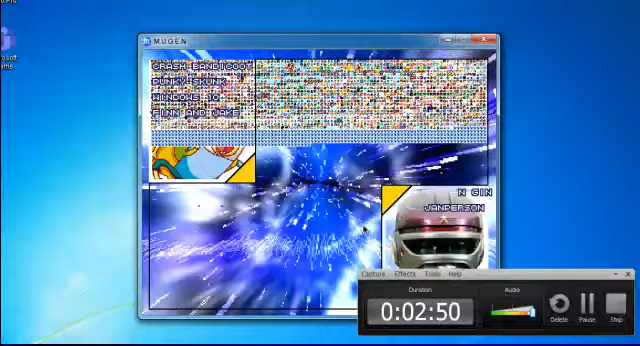 M.U.G.E.N
CRASH BANDICOOT
PUNKY SKUNK
WINDOWS 10
FINN AND JAKE
N GIN
JANPERSON
Capture Effects Tools Help
Duration
Audio
0:02:50
Delete
Pause
Stop